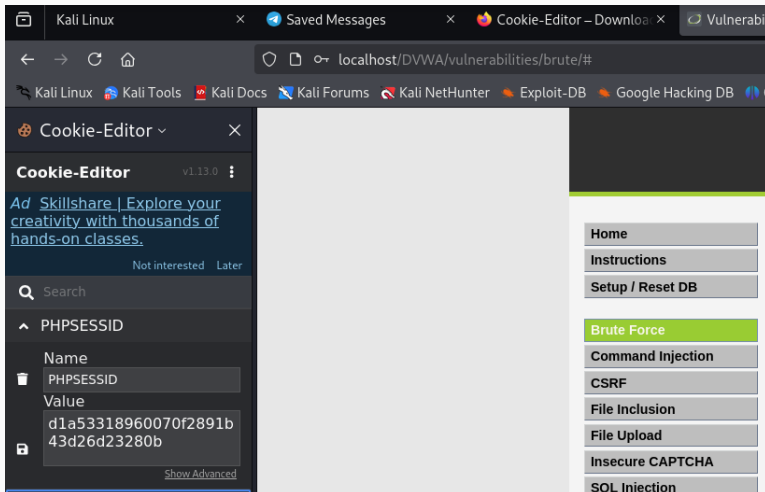 Kali Linux
Saved Messages
Cookie-Editor – Download
Vulnerabi
localhost/DVWA/vulnerabilities/brute/#
Kali Linux Kali Tools Kali Docs Kali Forums Kali NetHunter Exploit-DB Google Hacking DB
Cookie-Editor
Cookie-Editor v1.13.0
Ad Skillshare | Explore your
creativity with thousands of
hands-on classes.
Not interested Later
Search
PHPSESSID
Name
PHPSESSID
Value
d1a53318960070f2891b
43d26d23280b
Show Advanced
Home
Instructions
Setup / Reset DB
Brute Force
Command Injection
CSRF
File Inclusion
File Upload
Insecure CAPTCHA
SQL Injection